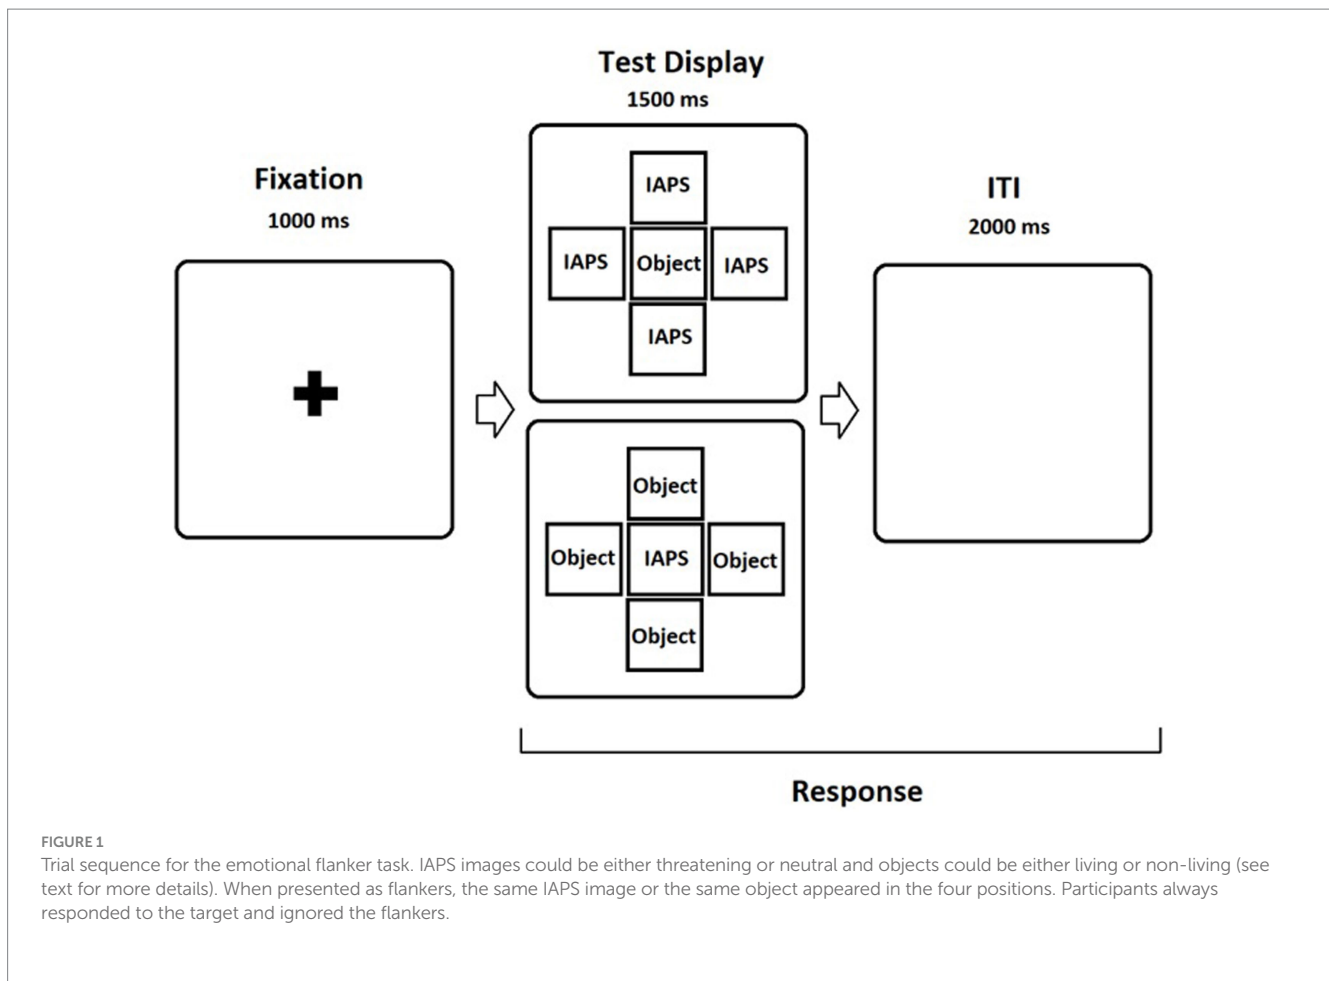 Test Display
1500 ms
Fixation
1000 ms
ITI
2000 ms
IAPS
IAPS
Object
IAPS
IAPS
Object
Object
IAPS
Object
Object
Response
FIGURE 1
Trial sequence for the emotional flanker task. IAPS images could be either threatening or neutral and objects could be either living or non-living (see
text for more details). When presented as flankers, the same IAPS image or the same object appeared in the four positions. Participants always
responded to the target and ignored the flankers.